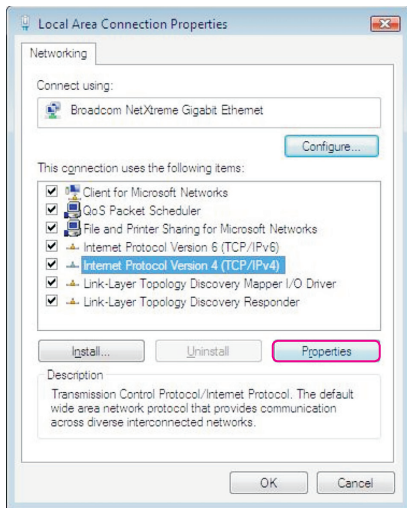 Local Area Connection Properties
Networking
Connect using:
Broadcom NetXtreme Gigabit Ethernet
Configure...
This connection uses the following items:
Client for Microsoft Networks
QoS Packet Scheduler
File and Printer Sharing for Microsoft Networks
Internet Protocol Version 6 (TCP/IPv6)
Internet Protocol Version 4 (TCP/IPv4)
Link-Layer Topology Discovery Mapper I/O Driver
Link-Layer Topology Discovery Responder
Install... Uninstall Properties
Description
Transmission Control Protocol/Internet Protocol. The default
wide area network protocol that provides communication
across diverse interconnected networks.
OK Cancel